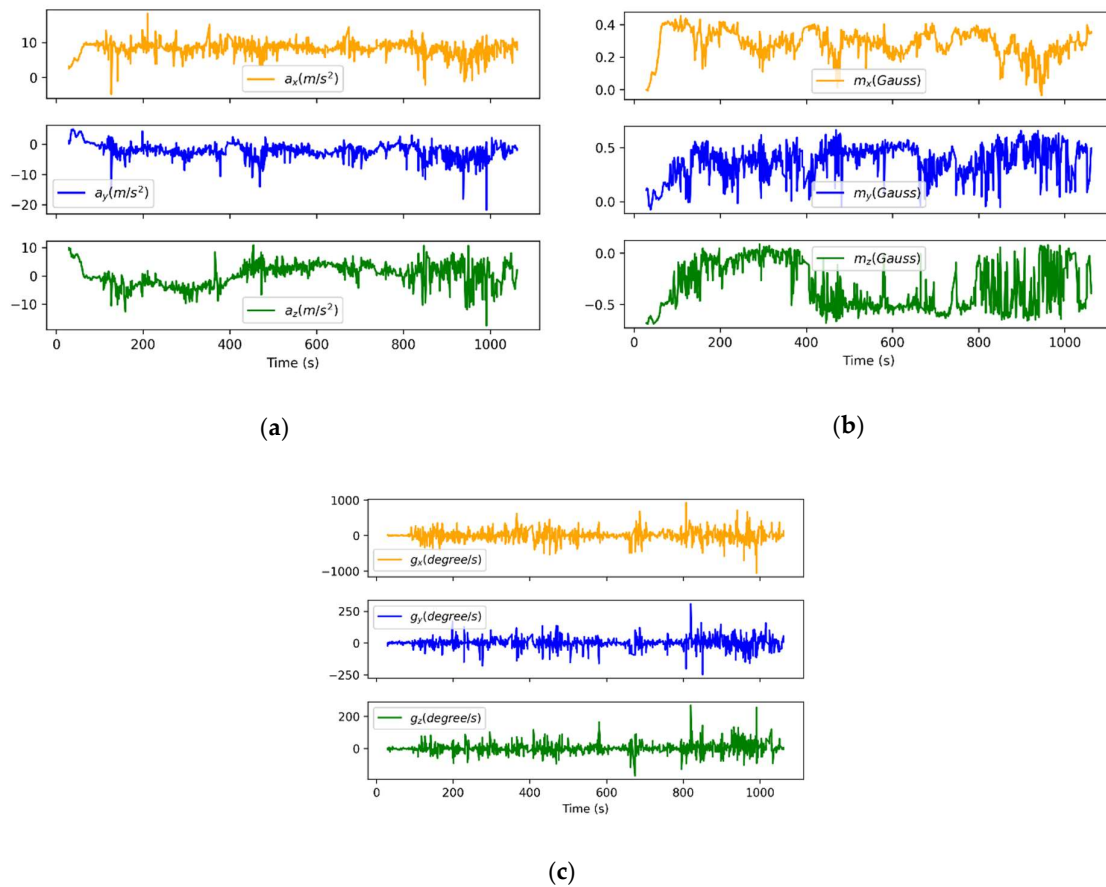 10
0
a_x(m/s²)
0
−10
−20
a_y(m/s²)
10
0
−10
a_z(m/s²)
0 200 400 600 800 1000
Time (s)
(a)
0.4
0.2
0.0
m_x(Gauss)
0.5
0.0
m_y(Gauss)
0.0
−0.5
m_z(Gauss)
0 200 400 600 800 1000
Time (s)
(b)
1000
0
−1000
g_x(degree/s)
250
0
−250
g_y(degree/s)
200
0
g_z(degree/s)
0 200 400 600 800 1000
Time (s)
(c)